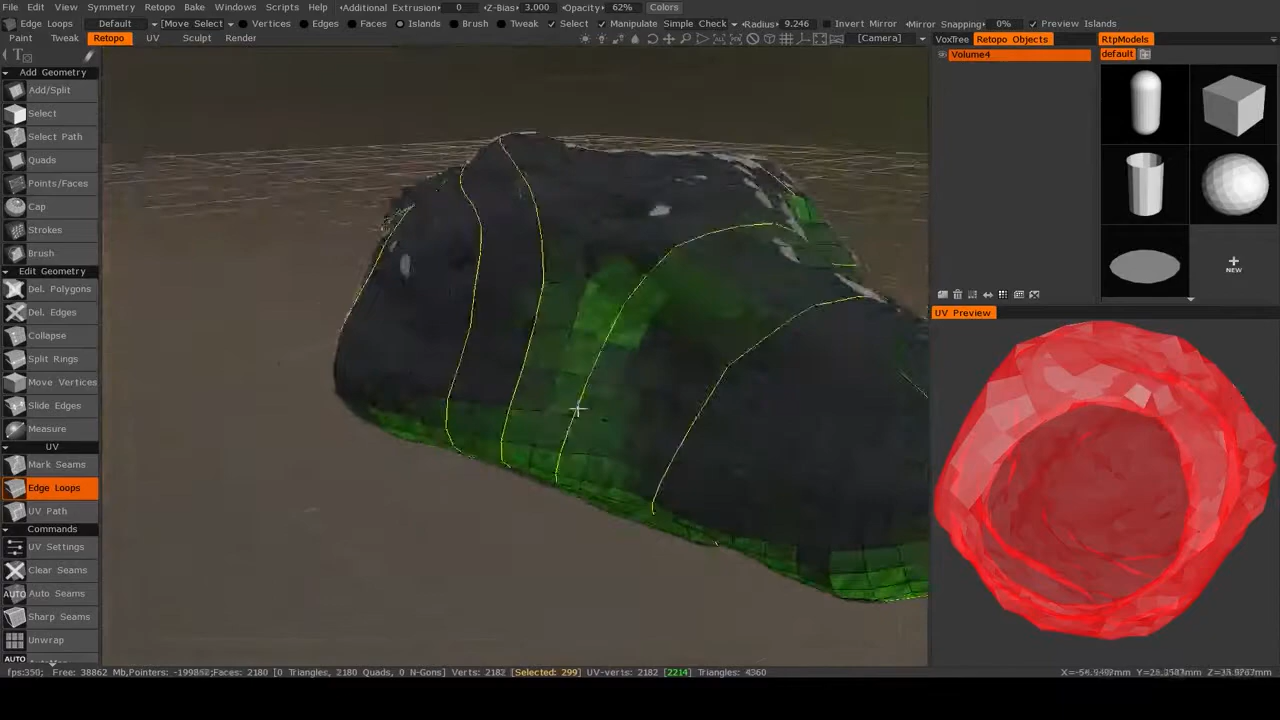 File Edit View Symmetry Retopo Bake Windows Scripts Help Additional Extrusion 0 Z-Bias 3.000 Opacity 62% Colors
Edge Loops Default [Move Select] Vertices Edges Faces Islands Brush Tweak Select Manipulate Simple Check Radius 9.246 Invert Mirror Mirror Snapping 0% Preview Islands
Paint Tweak Retopo UV Sculpt Render [Camera] VoxTree Retopo Objects RtpModels
Volume4 default
Add Geometry
Add/Split
Select
Select Path
Quads
Points/Faces
Cap
Strokes
Brush
NEW
Edit Geometry
Del. Polygons
Del. Edges
UV Preview
Collapse
Split Rings
Move Vertices
Slide Edges
Measure
UV
Mark Seams
Edge Loops
UV Path
Commands
UV Settings
Clear Seams
AUTO Auto Seams
Sharp Seams
Unwrap
AUTO
Faces: 2180 [0 Triangles, 2180 Quads, 0 N-Gons] Verts: 2182 [Selected: 299] UV-verts: 2182 [2214] Triangles: 4360